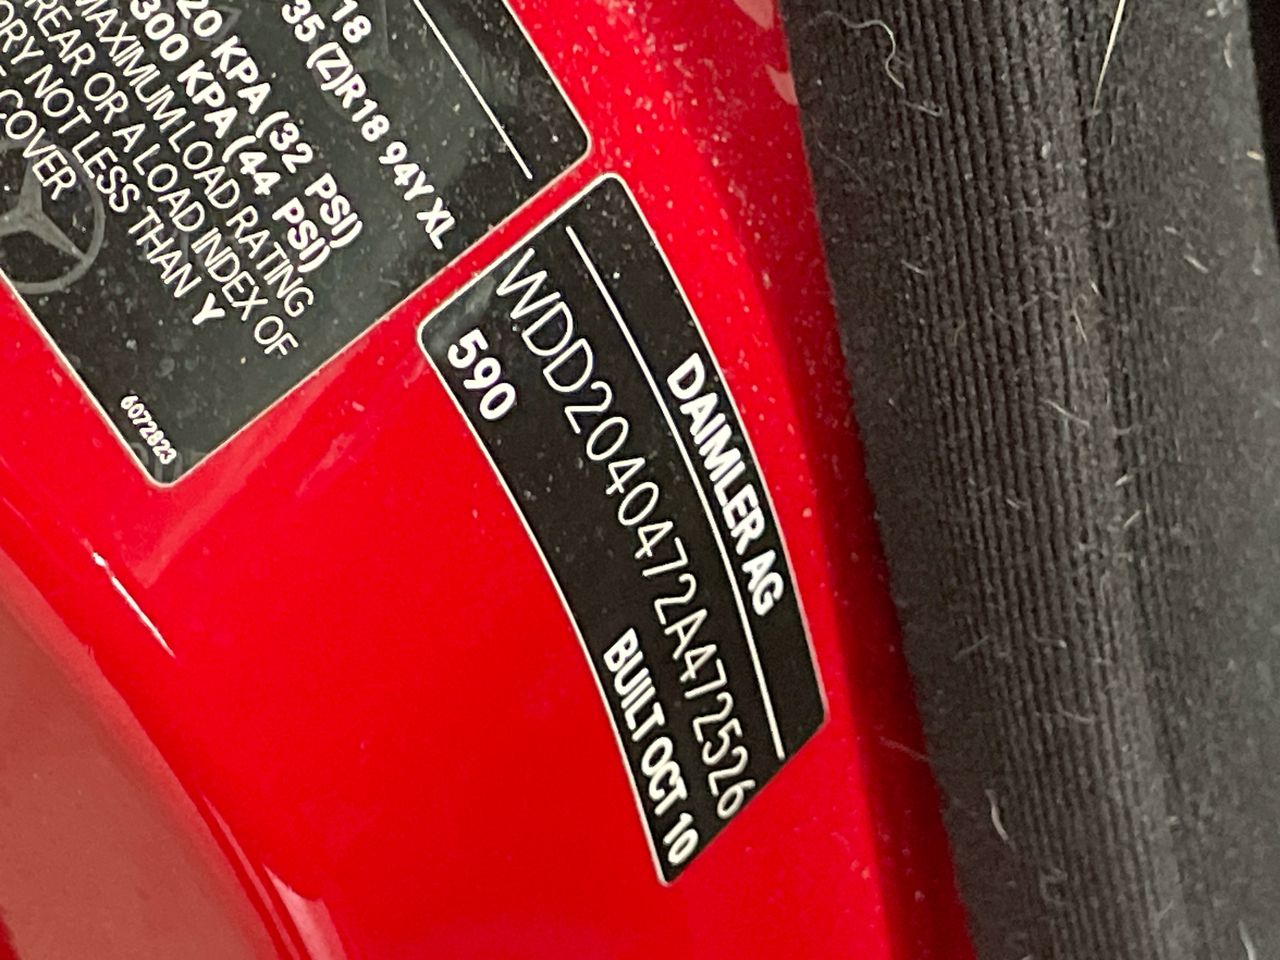 18
35 (Z)R18 94Y XL
20 KPA (32 PSI)
300 KPA (44 PSI)
MAXIMUM LOAD RATING
REAR OR A LOAD INDEX OF
ORY NOT LESS THAN Y
COVER
6072823
DAIMLER AG
WDD2040472A472526
590 BUILT OCT 10